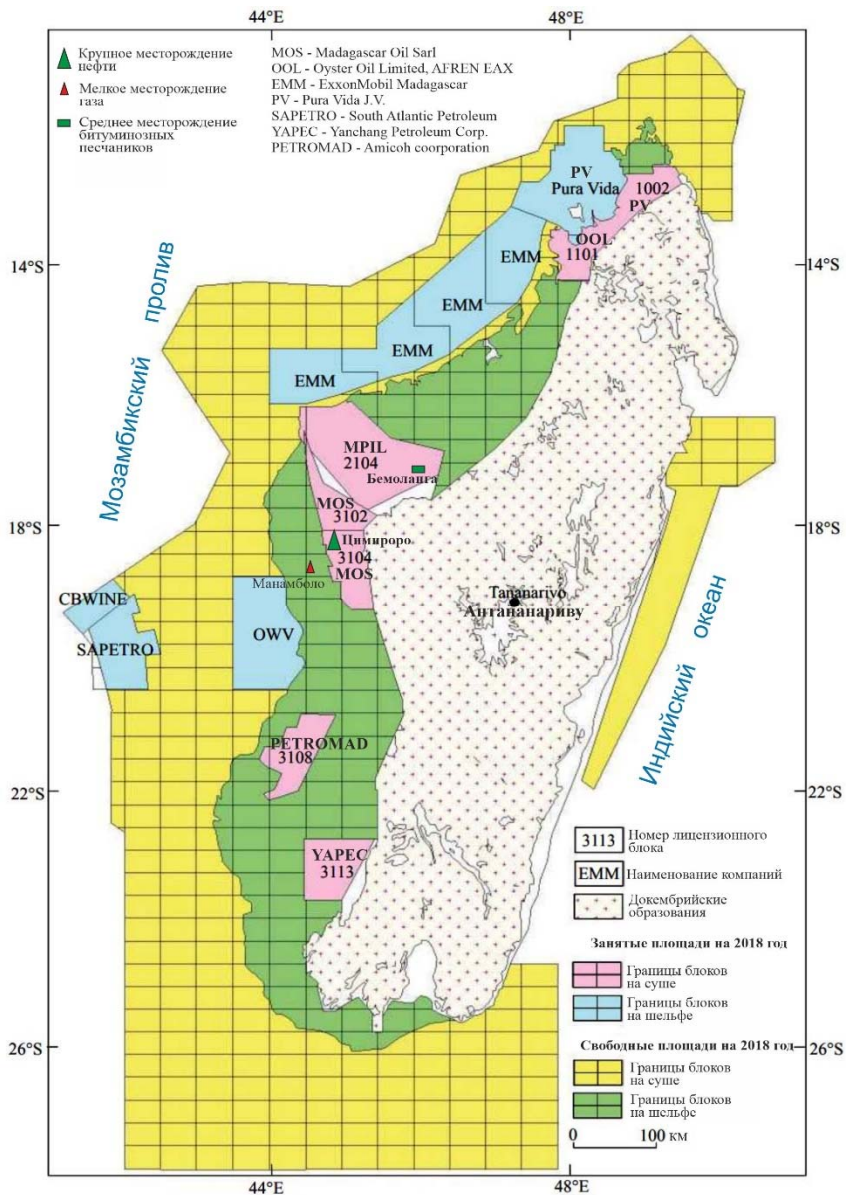 44°E
48°E
Крупное месторождение
нефти
Мелкое месторождение
газа
Среднее месторождение
битуминозных
песчаников
MOS - Madagascar Oil Sarl
OOL - Oyster Oil Limited, AFREN EAX
EMM - ExxonMobil Madagascar
PV - Pura Vida J.V.
SAPETRO - South Atlantic Petroleum
YAPEC - Yanchang Petroleum Corp.
PETROMAD - Amicoh coorporation
PV
Pura Vida
1002
PV
OOL
1101
14°S
14°S
Мозамбикский пролив
EMM
EMM
EMM
EMM
MPIL
2104
Бемоланга
MOS
3102
18°S
18°S
Цимироро
3104
MOS
Манамболо
CBWINE
SAPETRO
OWV
Tananarivo
Антананариву
Индийский океан
PETROMAD
3108
22°S
22°S
YAPEC
3113
3113
Номер лицензионного
блока
EMM
Наименование компаний
Докембрийские
образования
Занятые площади на 2018 год
Границы блоков
на суше
Границы блоков
на шельфе
Свободные площади на 2018 год
Границы блоков
на суше
Границы блоков
на шельфе
0 100 км
26°S
26°S
44°E
48°E